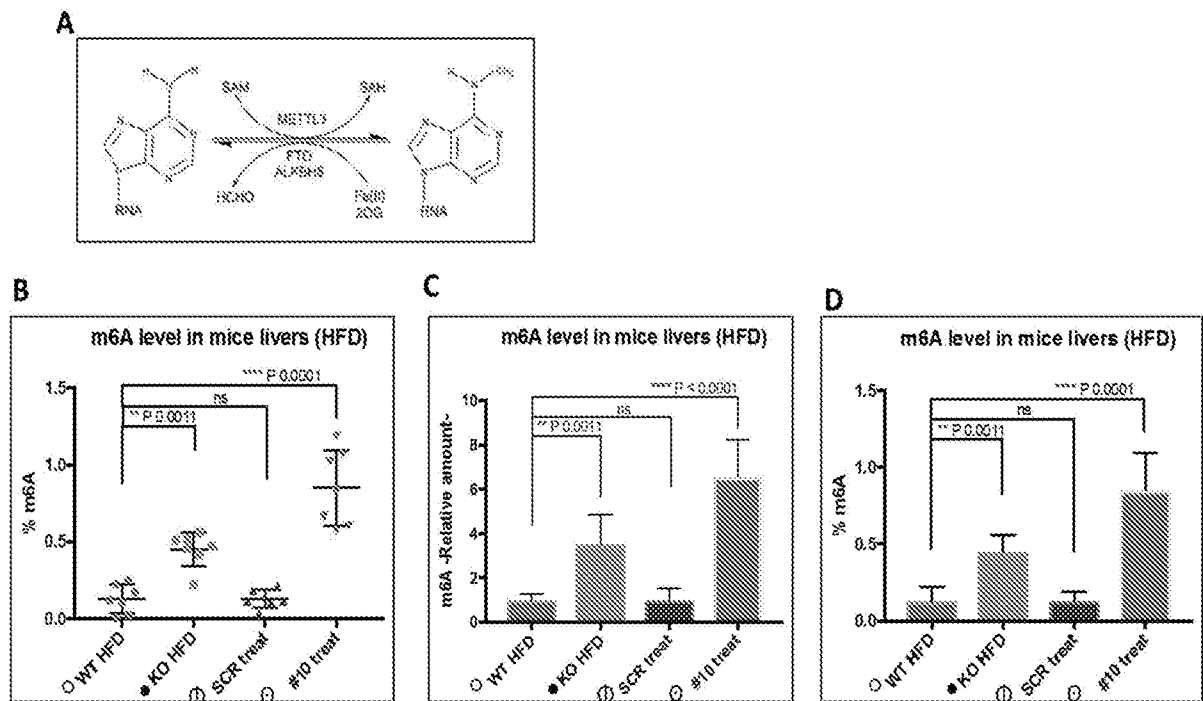 A
SAM
SAH
METTL3
FTO
HCHO
Fe(II)
2OG
RNA
RNA
B
m6A level in mice livers (HFD)
**** P 0.0001
ns
** P 0.0011
% m6A
1.5
1.0
0.5
0.0
WT HFD
KO HFD
SCR treat
#10 treat
C
m6A level in mice livers (HFD)
**** P < 0.0001
ns
** P 0.0011
m6A -Relative amount-
10
8
6
4
2
0
WT HFD
KO HFD
SCR treat
#10 treat
D
m6A level in mice livers (HFD)
**** P 0.0001
ns
** P 0.0011
% m6A
1.5
1.0
0.5
0.0
WT HFD
KO HFD
SCR treat
#10 treat